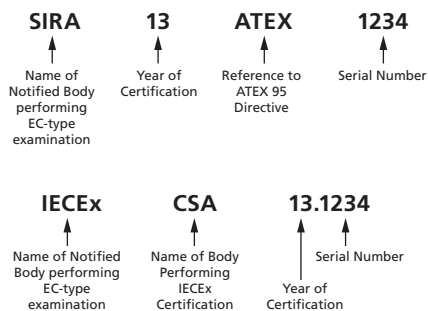 SIRA 13 ATEX 1234
Name of Notified Body performing EC-type examination
Year of Certification
Reference to ATEX 95 Directive
Serial Number
IECEx CSA 13.1234
Name of Notified Body performing EC-type examination
Name of Body Performing IECEx Certification
Year of Certification
Serial Number